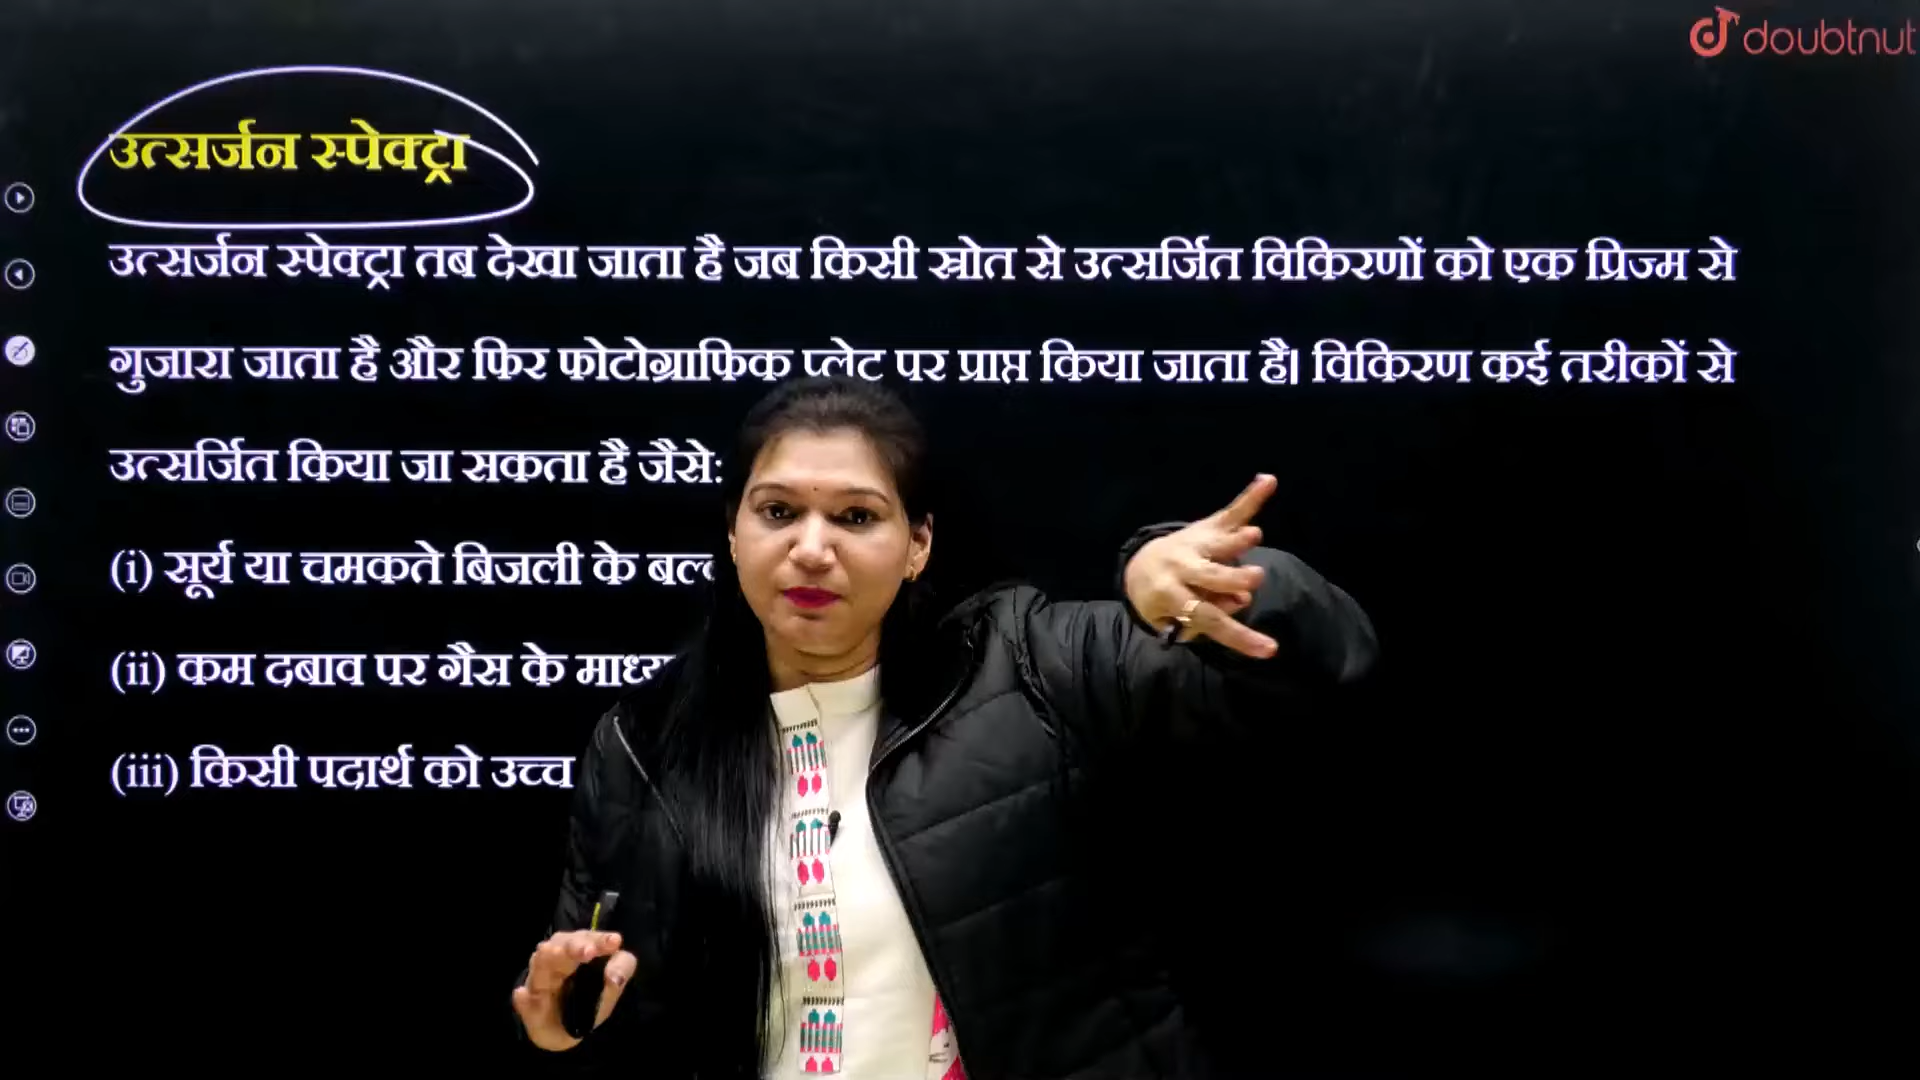 doubtnut
उत्सर्जन स्पेक्ट्रा
उत्सर्जन स्पेक्ट्रा तब देखा जाता है जब किसी स्रोत से उत्सर्जित विकिरणों को एक प्रिज्म से
गुजारा जाता है और फिर फोटोग्राफिक प्लेट पर प्राप्त किया जाता है। विकिरण कई तरीकों से
उत्सर्जित किया जा सकता है जैसे:
(i) सूर्य या चमकते बिजली के
(ii) कम दबाव पर गैस के
(iii) किसी पदार्थ को उच्च